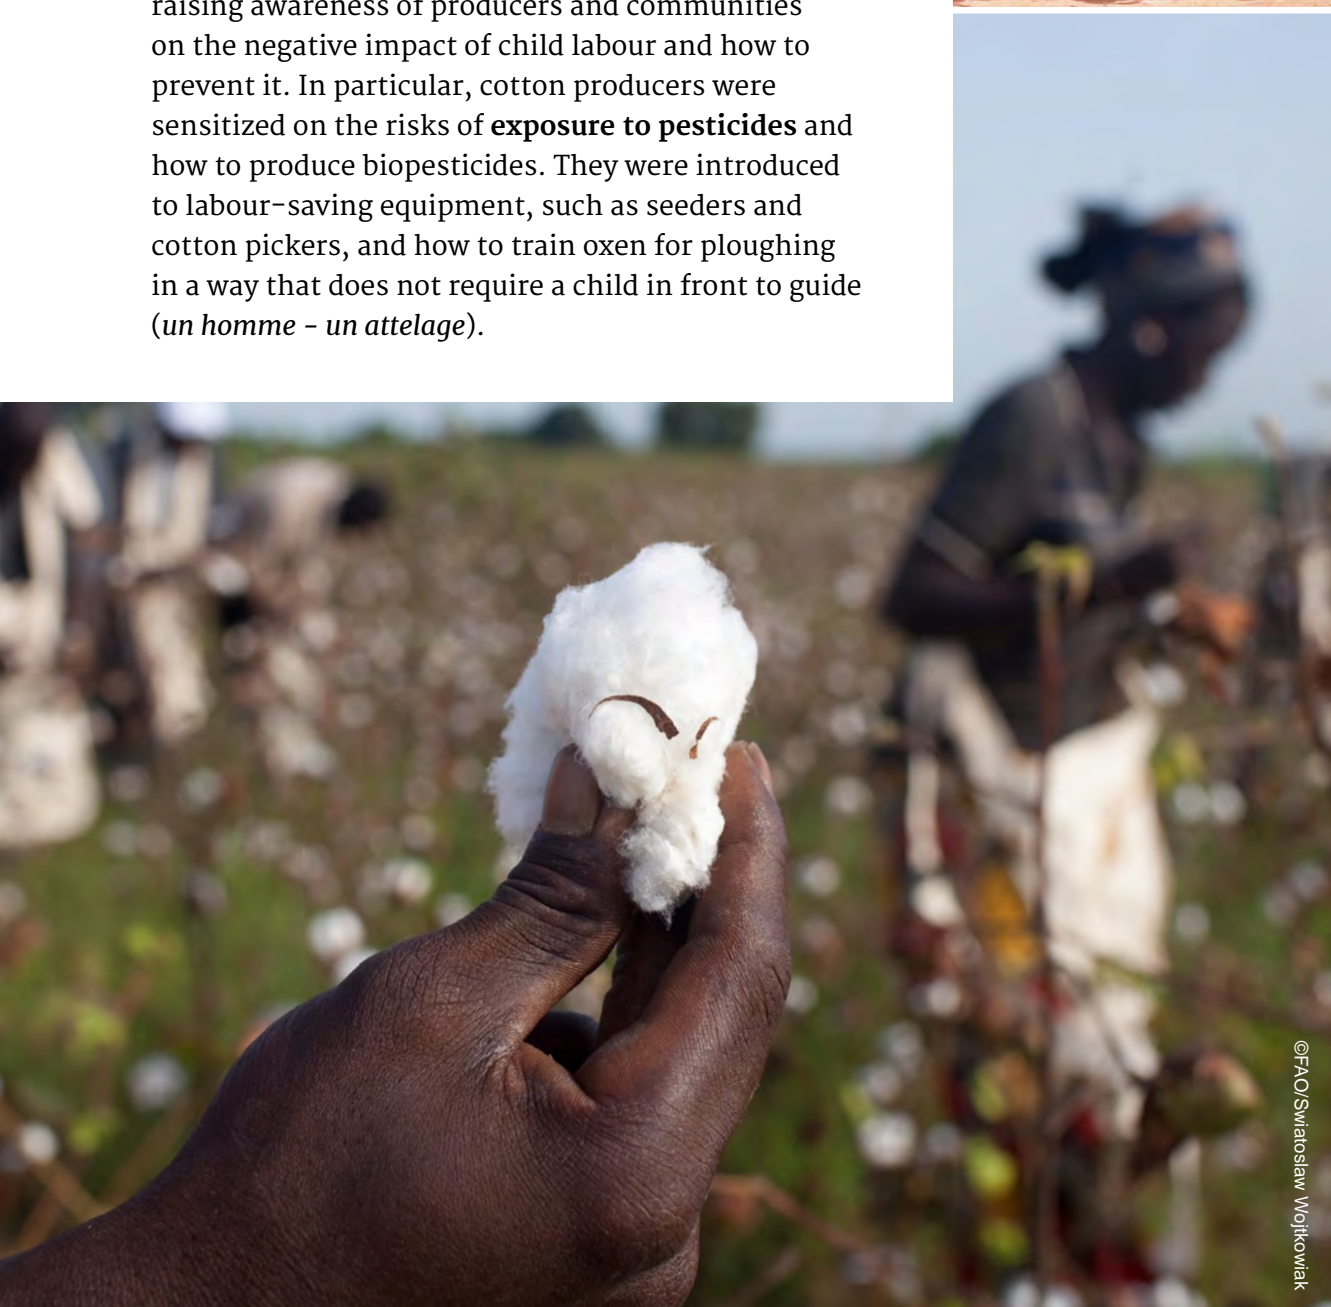 raising awareness of producers and communities
on the negative impact of child labour and how to
prevent it. In particular, cotton producers were
sensitized on the risks of exposure to pesticides and
how to produce biopesticides. They were introduced
to labour-saving equipment, such as seeders and
cotton pickers, and how to train oxen for ploughing
in a way that does not require a child in front to guide
(un homme - un attelage).
©FAO/Swiatoslaw Wojtkowiak